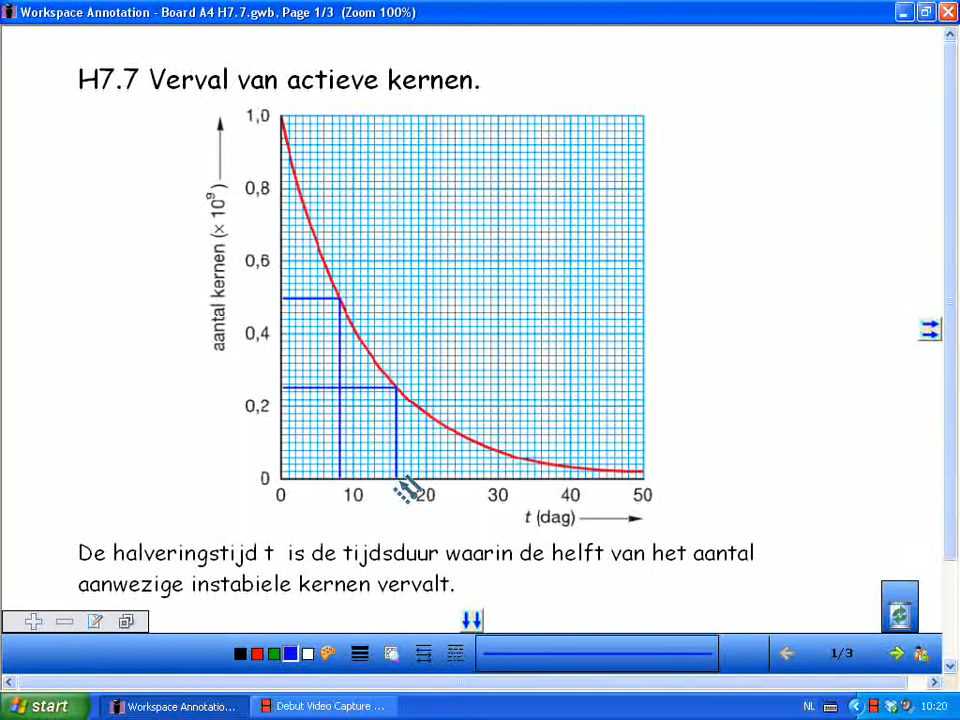 Workspace Annotation - Board A4 H7.7.gwb, Page 1/3 (Zoom 100%)
H7.7 Verval van actieve kernen.
1,0
0,8
0,6
0,4
0,2
0
aantal kernen (× 10⁹)
0 10 20 30 40 50
t (dag)
De halveringstijd τ is de tijdsduur waarin de helft van het aantal
aanwezige instabiele kernen vervalt.
1/3
start
Workspace Annotatio...
Debut Video Capture ...
NL
10:20